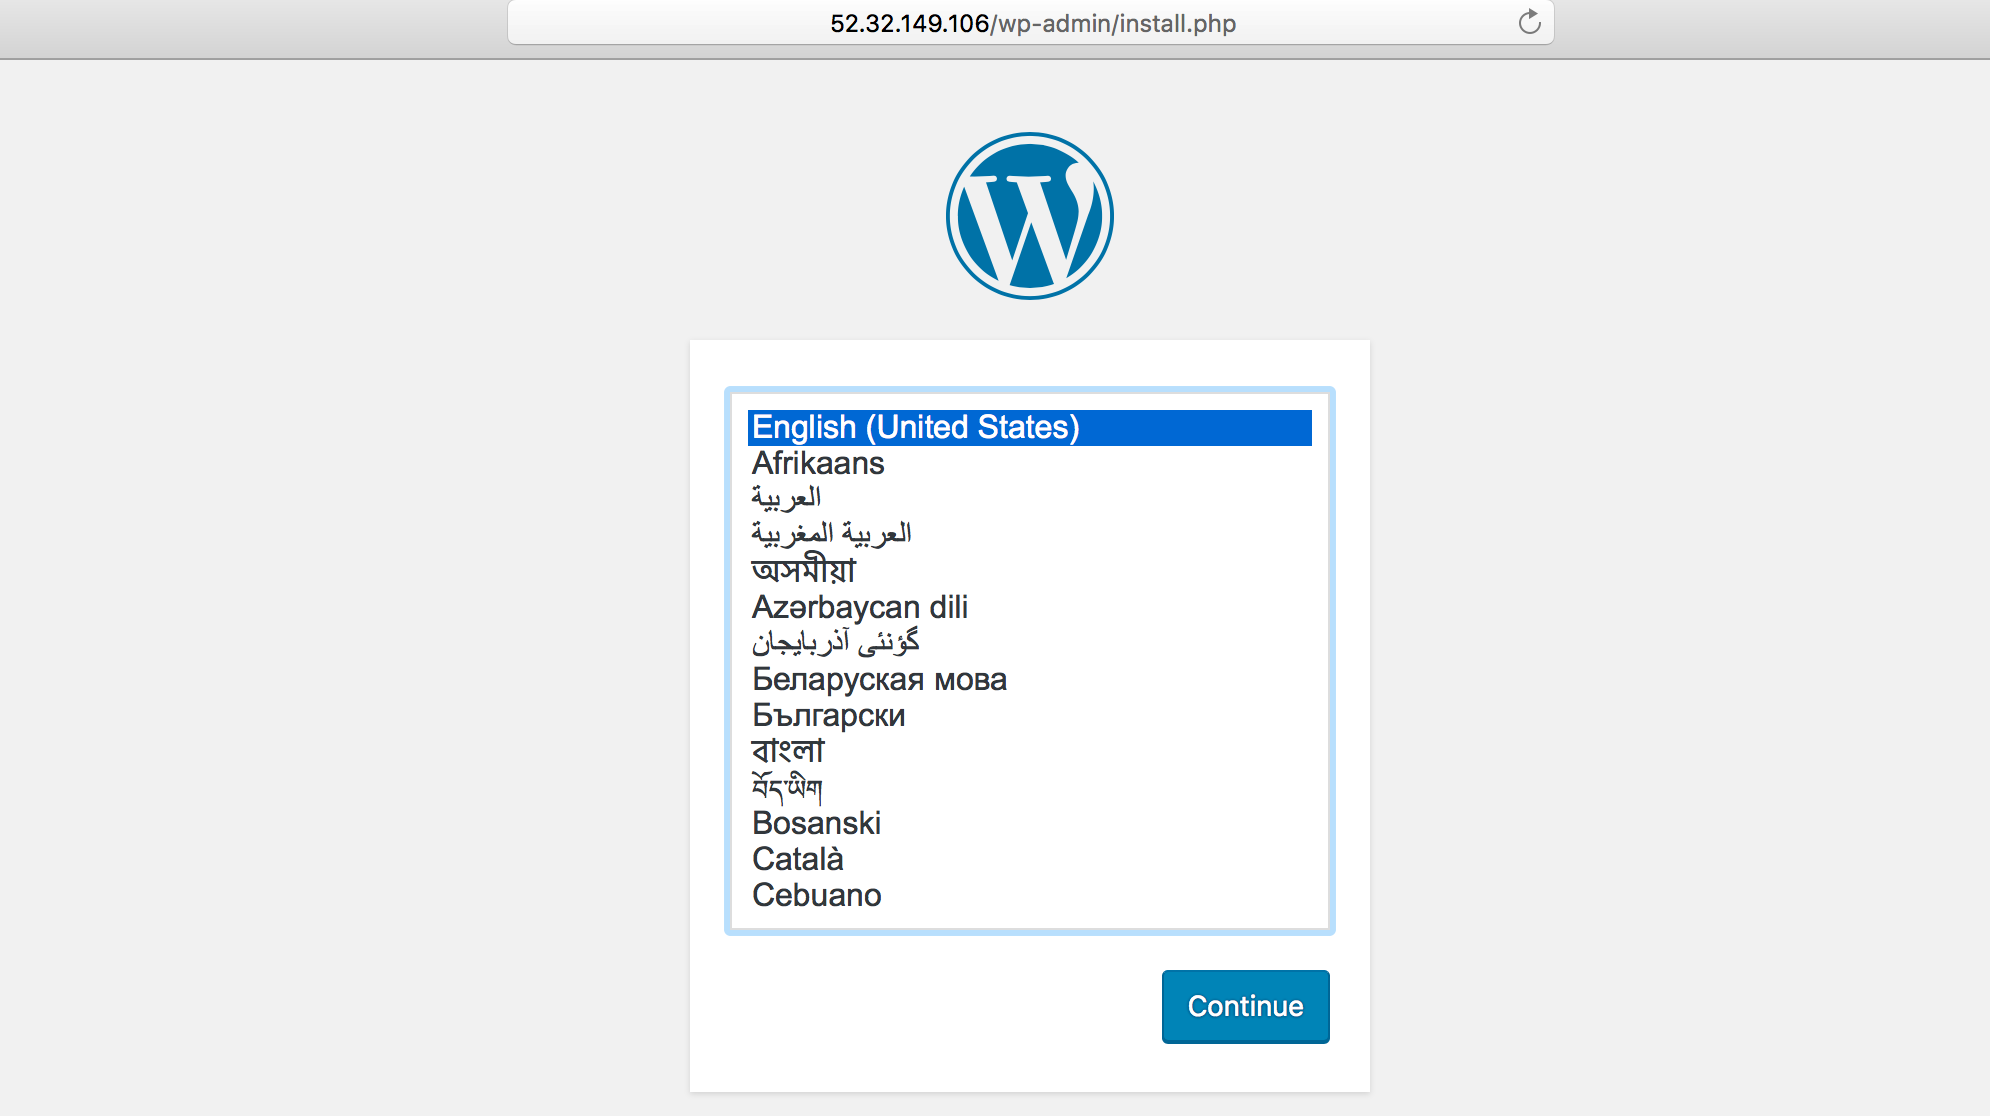 52.32.149.106/wp-admin/install.php
English (United States)
Afrikaans
العربية
العربية المغربية
অসমীয়া
Azərbaycan dili
گؤنئی آذربایجان
Беларуская мова
Български
বাংলা
བོད་ཡིག
Bosanski
Català
Cebuano
Continue